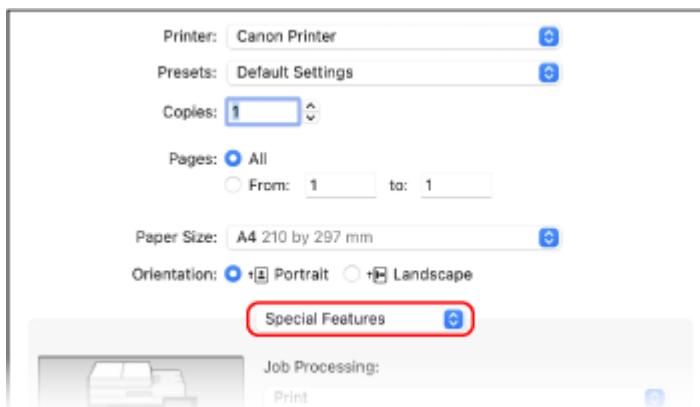 Printer: Canon Printer
Presets: Default Settings
Copies: 1
Pages: All
From: 1 to: 1
Paper Size: A4 210 by 297 mm
Orientation: Portrait Landscape
Special Features
Job Processing:
Print